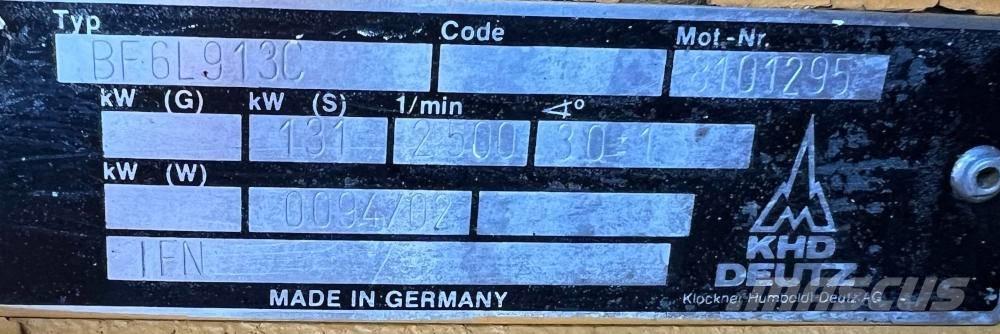 Typ Code Mot.-Nr.
BF6L913C 8101295
kW (G) kW (S) 1/min ∢°
131 2500 30±1
kW (W)
0094/02
IFN
KHD
DEUTZ
MADE IN GERMANY
Klöckner-Humboldt-Deutz AG
Mascus